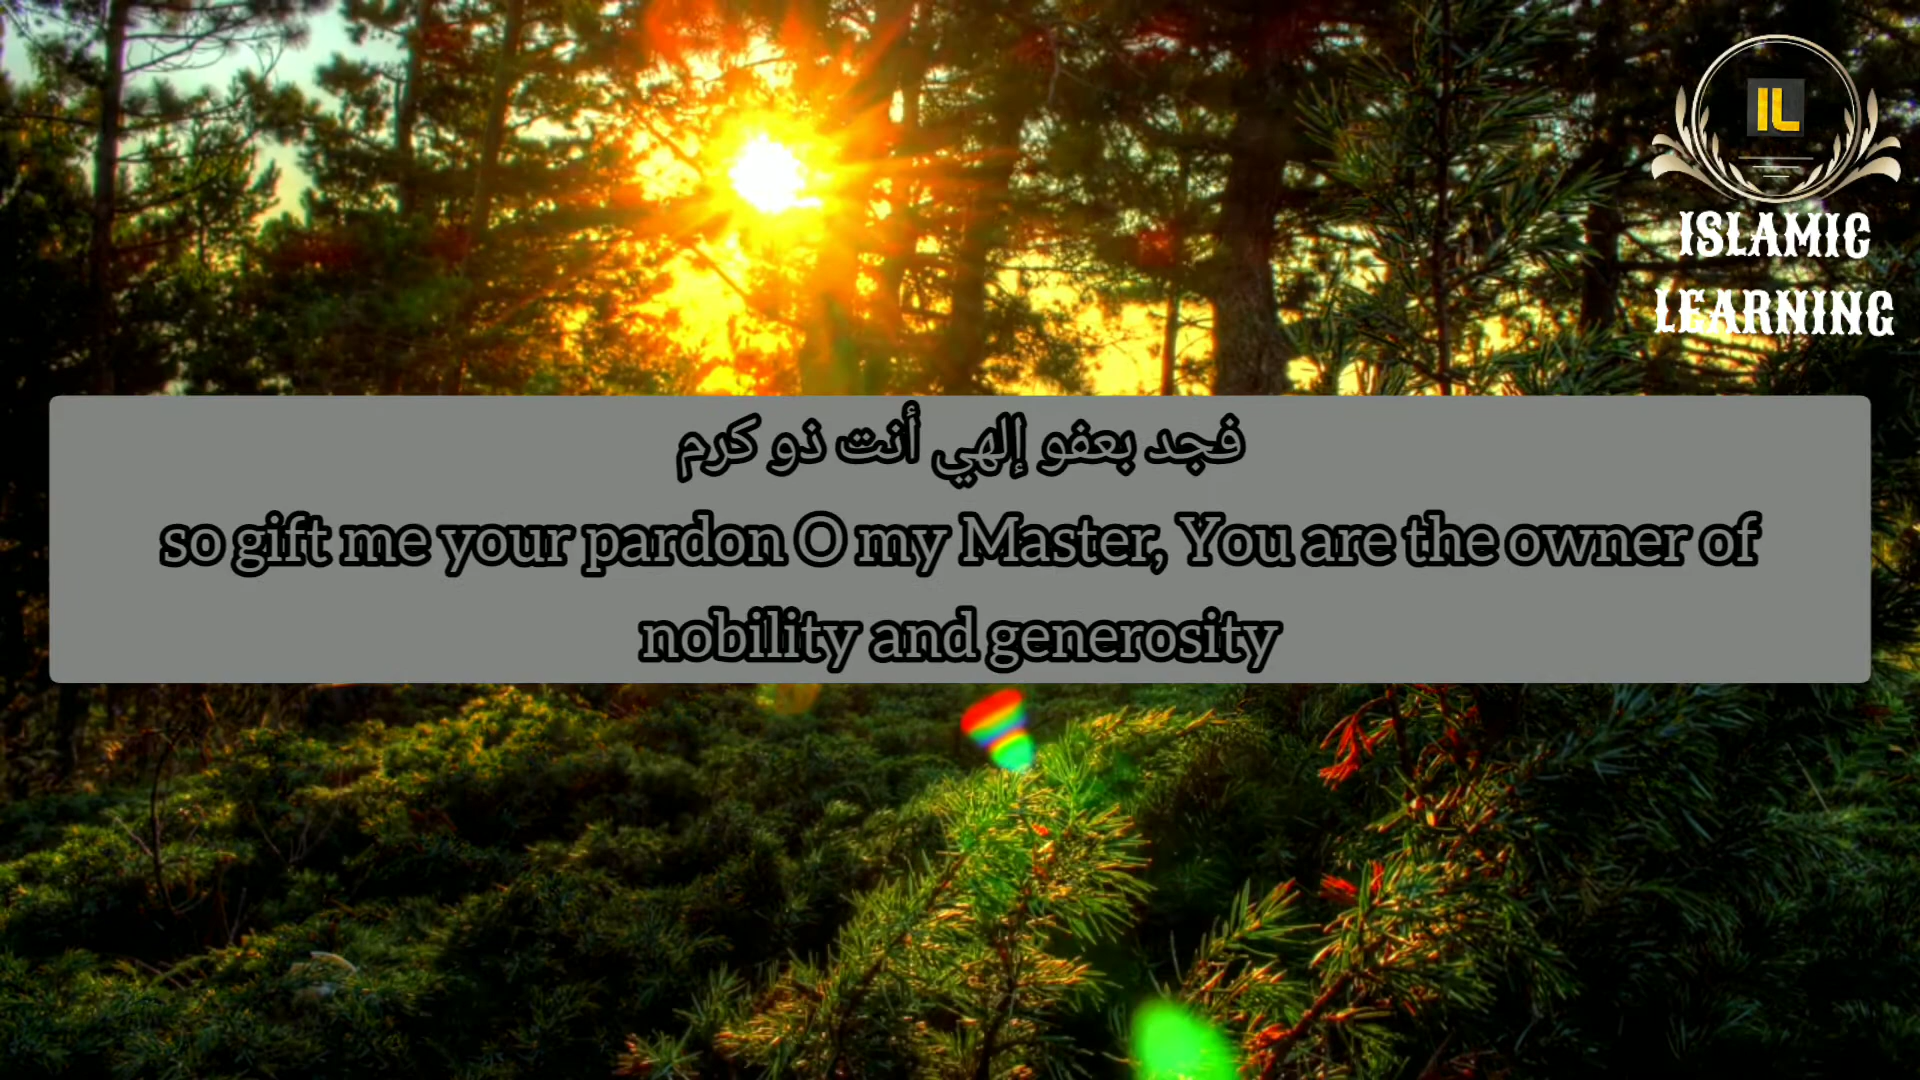 IL
ISLAMIC
LEARNING
فجد بعفو إلهي أنت ذو كرم
so gift me your pardon O my Master, You are the owner of
nobility and generosity